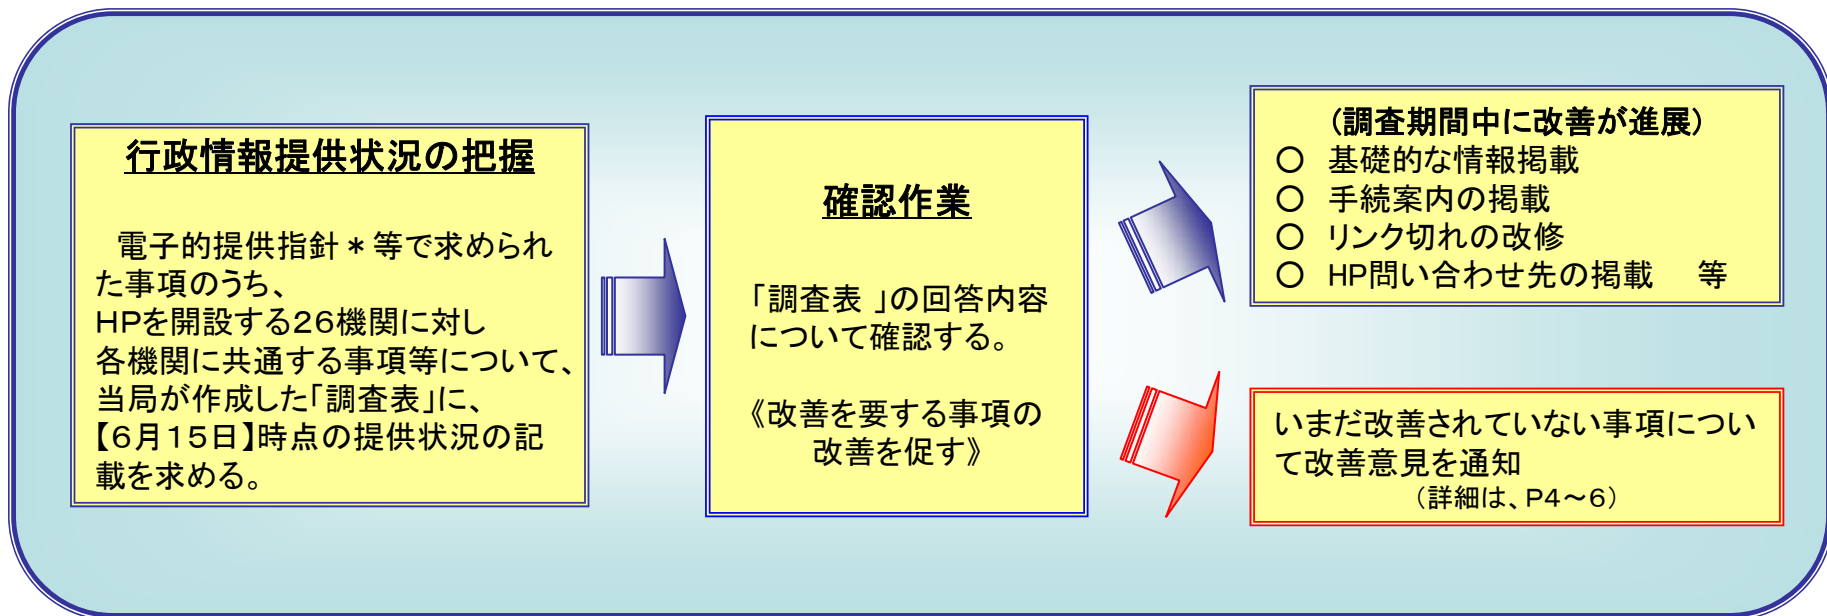 行政情報提供状況の把握
電子的提供指針＊等で求められ
た事項のうち、
HPを開設する26機関に対し
各機関に共通する事項等について、
当局が作成した「調査表」に、
【6月15日】時点の提供状況の記
載を求める。
確認作業
「調査表 」の回答内容
について確認する。
《改善を要する事項の
改善を促す》
(調査期間中に改善が進展)
○ 基礎的な情報掲載
○ 手続案内の掲載
○ リンク切れの改修
○ HP問い合わせ先の掲載　等
いまだ改善されていない事項につい
て改善意見を通知
（詳細は、P4～6）